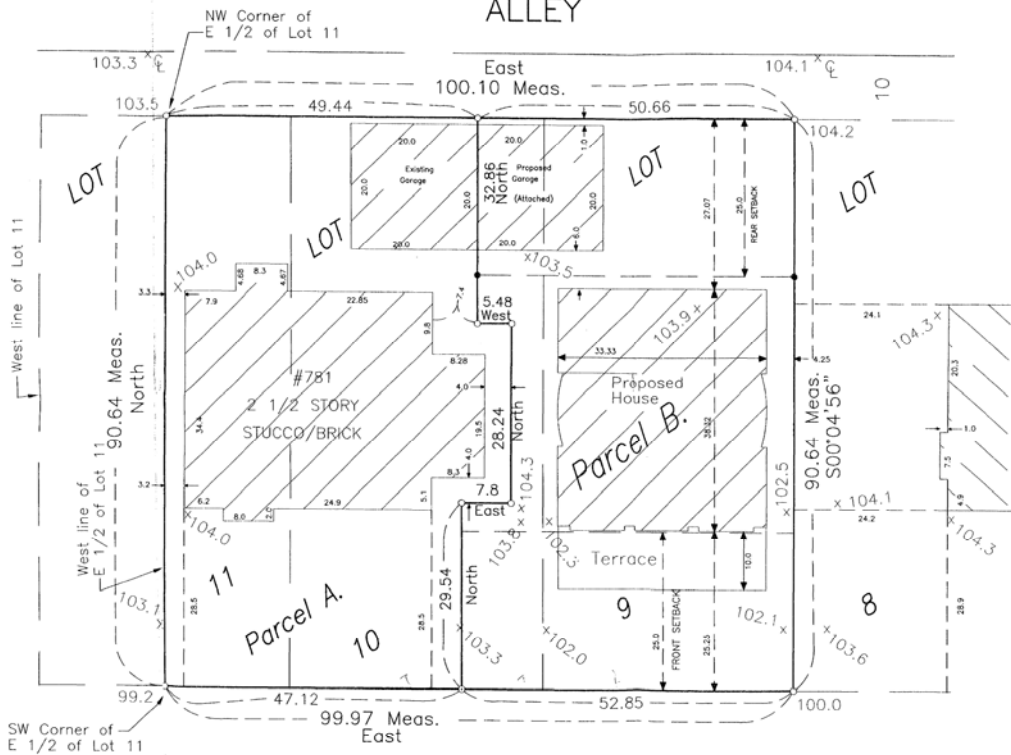 ALLEY
NW Corner of
E 1/2 of Lot 11
103.3
℄
East
100.10 Meas.
104.1
℄
10
103.5
49.44
50.66
104.2
LOT
LOT
LOT
LOT
20.0
20.0
1.0
Existing
Garage
Proposed
Garage
(Attached)
20.0
20.0
20.0
20.0
20.0
6.0
32.86
North
27.07
25.0
REAR SETBACK
West line of Lot 11
104.0
4.68
8.3
4.67
103.5
3.3
7.9
22.85
7.4
5.48
West
9.8
103.9
24.1
104.3
90.64 Meas.
North
#781
2 1/2 STORY
STUCCO/BRICK
8.28
4.0
33.33
4.25
Proposed
House
20.3
34.4
19.5
28.24
North
Parcel B.
90.64 Meas.
S00°04'56"
1.0
4.0
8.3
7.5
3.2
6.2
24.9
5.1
7.8
East
104.3
102.5
104.1
4.9
8.0
104.0
103.8
102.3
24.2
104.3
West line of
E 1/2 of Lot 11
Terrace
10.0
29.54
North
103.1
28.5
11
Parcel A.
10
28.5
103.3
102.0
9
25.0
FRONT SETBACK
25.25
102.1
103.6
8
28.9
99.2
47.12
52.85
100.0
99.97 Meas.
East
SW Corner of
E 1/2 of Lot 11